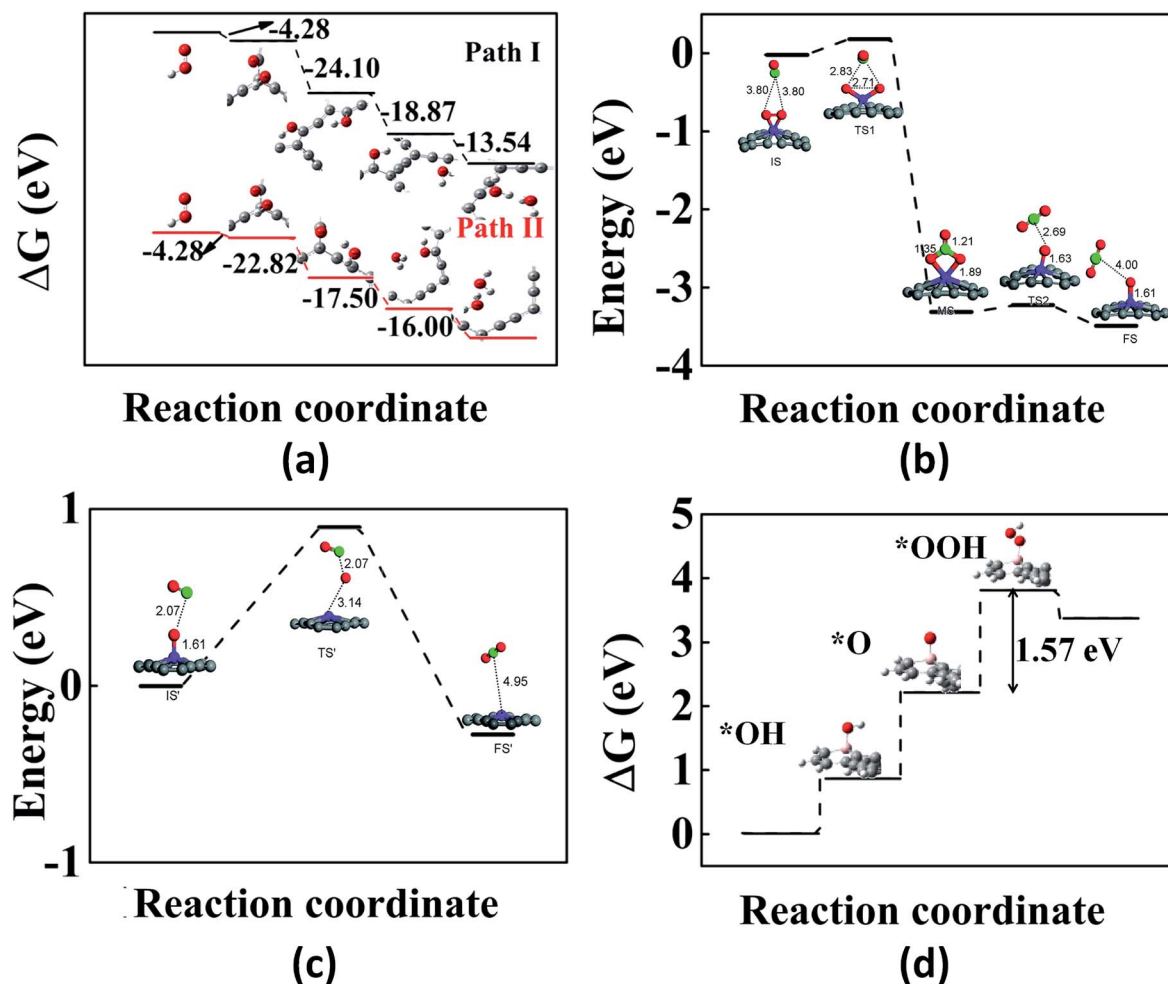 -4.28
Path I
-24.10
-18.87
-13.54
Path II
-4.28
-22.82
-17.50
-16.00
ΔG (eV)
Reaction coordinate
(a)
0
-1
-2
-3
-4
Energy (eV)
2.83
2.71
3.80
3.80
TS1
IS
1.35
1.21
1.89
MS
2.69
1.63
TS2
4.00
1.61
FS
Reaction coordinate
(b)
1
0
-1
Energy (eV)
2.07
1.61
IS'
2.07
3.14
TS'
4.95
FS'
Reaction coordinate
(c)
5
4
3
2
1
0
ΔG (eV)
*OOH
*O
1.57 eV
*OH
Reaction coordinate
(d)